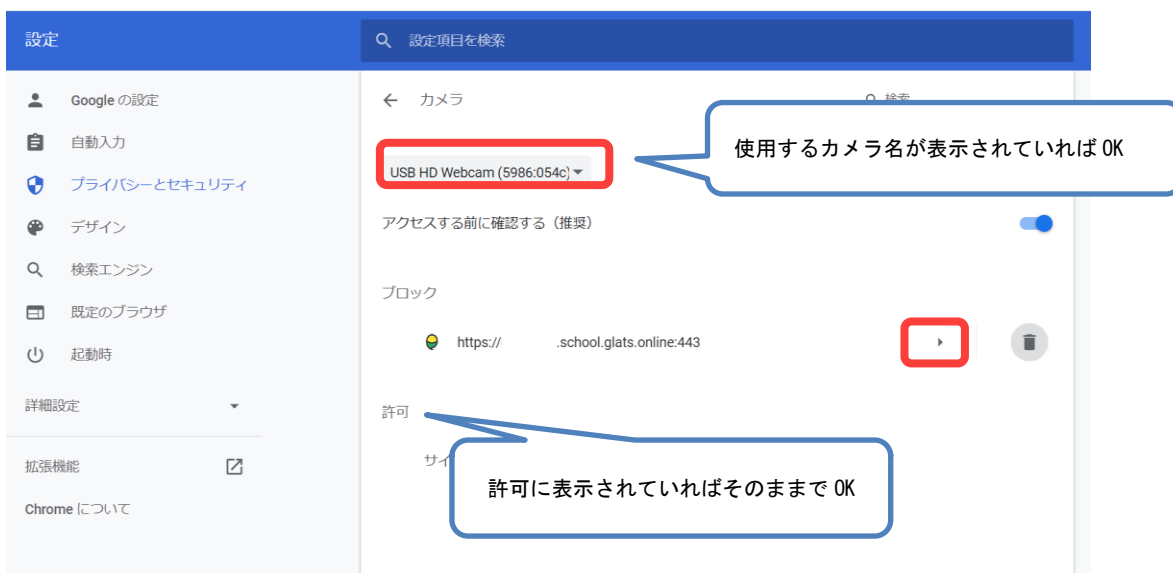 設定
設定項目を検索
Google の設定
自動入力
プライバシーとセキュリティ
デザイン
検索エンジン
既定のブラウザ
起動時
詳細設定
拡張機能
Chrome について
カメラ
検索
使用するカメラ名が表示されていれば OK
USB HD Webcam (5986:054c)
アクセスする前に確認する（推奨）
ブロック
https:// .school.glats.online:443
許可
サイ
許可に表示されていればそのままで OK